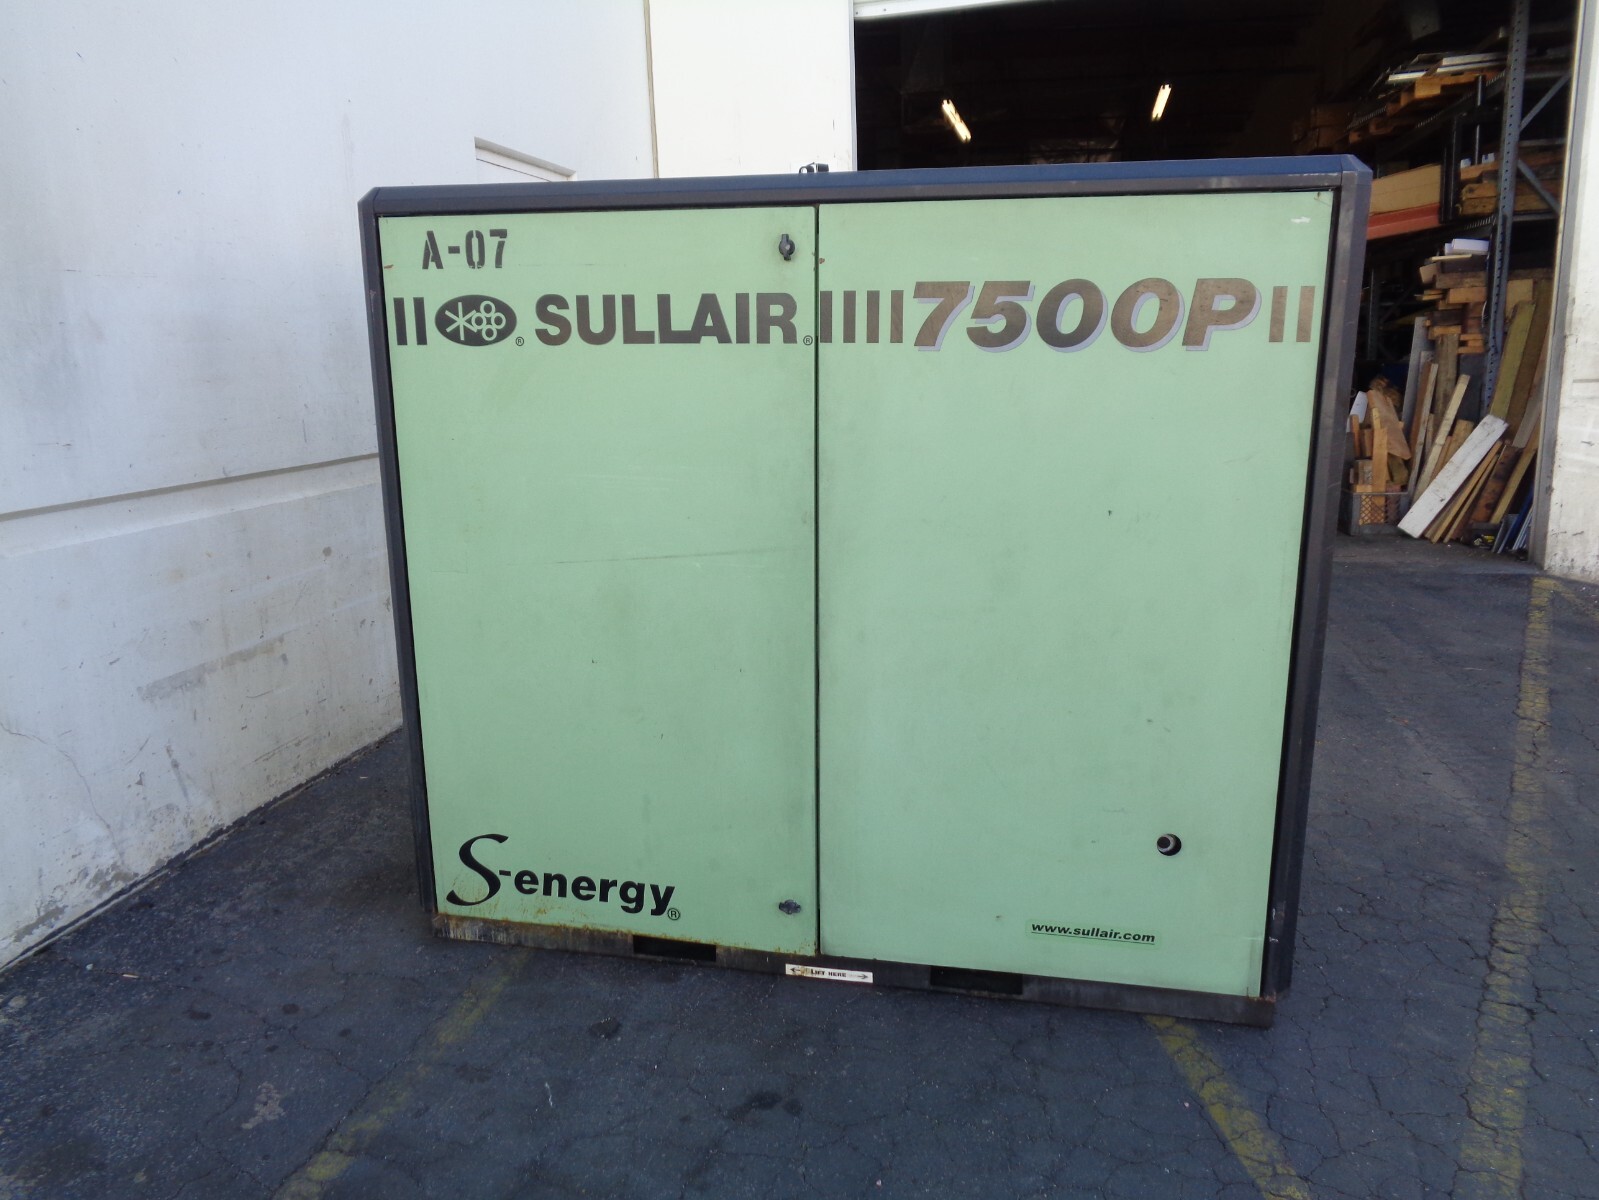 A-07
SULLAIR® 7500P
S-energy®
www.sullair.com
LIFT HERE